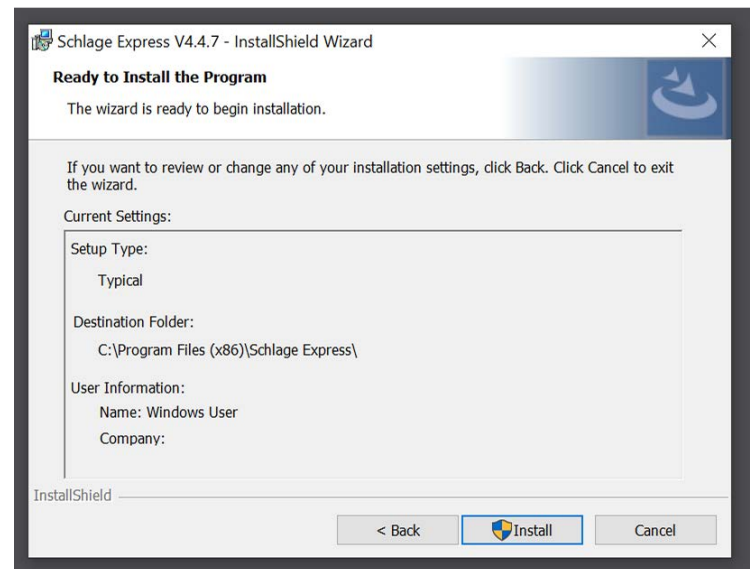 Schlage Express V4.4.7 - InstallShield Wizard
Ready to Install the Program
The wizard is ready to begin installation.
If you want to review or change any of your installation settings, click Back. Click Cancel to exit
the wizard.
Current Settings:
Setup Type:
Typical
Destination Folder:
C:\Program Files (x86)\Schlage Express\
User Information:
Name: Windows User
Company:
InstallShield
< Back
Install
Cancel